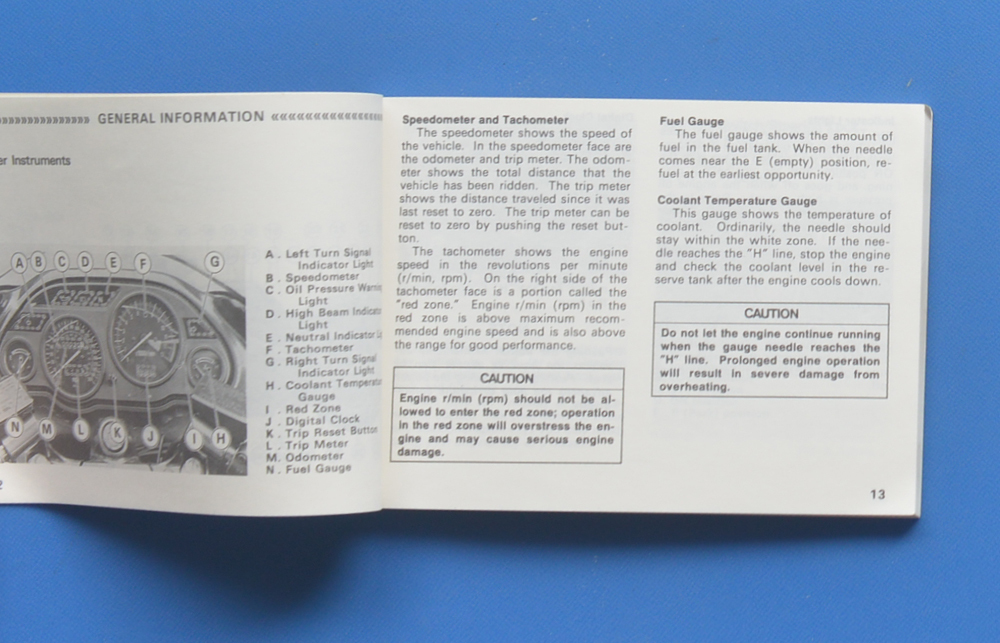 »»»»»»»»»»»»» GENERAL INFORMATION «««««««««««««
er Instruments
A B C D E F G
N M L K J I H
A . Left Turn Signal
Indicator Light
B . Speedometer
C . Oil Pressure Warnin
Light
D . High Beam Indicato
Light
E . Neutral Indicator Li
F . Tachometer
G . Right Turn Signal
Indicator Light
H . Coolant Temperatur
Gauge
I . Red Zone
J . Digital Clock
K . Trip Reset Button
L . Trip Meter
M. Odometer
N . Fuel Gauge
2
Speedometer and Tachometer
The speedometer shows the speed of
the vehicle. In the speedometer face are
the odometer and trip meter. The odom-
eter shows the total distance that the
vehicle has been ridden. The trip meter
shows the distance traveled since it was
last reset to zero. The trip meter can be
reset to zero by pushing the reset but-
ton.
The tachometer shows the engine
speed in the revolutions per minute
(r/min, rpm). On the right side of the
tachometer face is a portion called the
"red zone." Engine r/min (rpm) in the
red zone is above maximum recom-
mended engine speed and is also above
the range for good performance.
CAUTION
Engine r/min (rpm) should not be al-
lowed to enter the red zone; operation
in the red zone will overstress the en-
gine and may cause serious engine
damage.
Fuel Gauge
The fuel gauge shows the amount of
fuel in the fuel tank. When the needle
comes near the E (empty) position, re-
fuel at the earliest opportunity.
Coolant Temperature Gauge
This gauge shows the temperature of
coolant. Ordinarily, the needle should
stay within the white zone. If the nee-
dle reaches the "H" line, stop the engine
and check the coolant level in the re-
serve tank after the engine cools down.
CAUTION
Do not let the engine continue running
when the gauge needle reaches the
"H" line. Prolonged engine operation
will result in severe damage from
overheating.
13